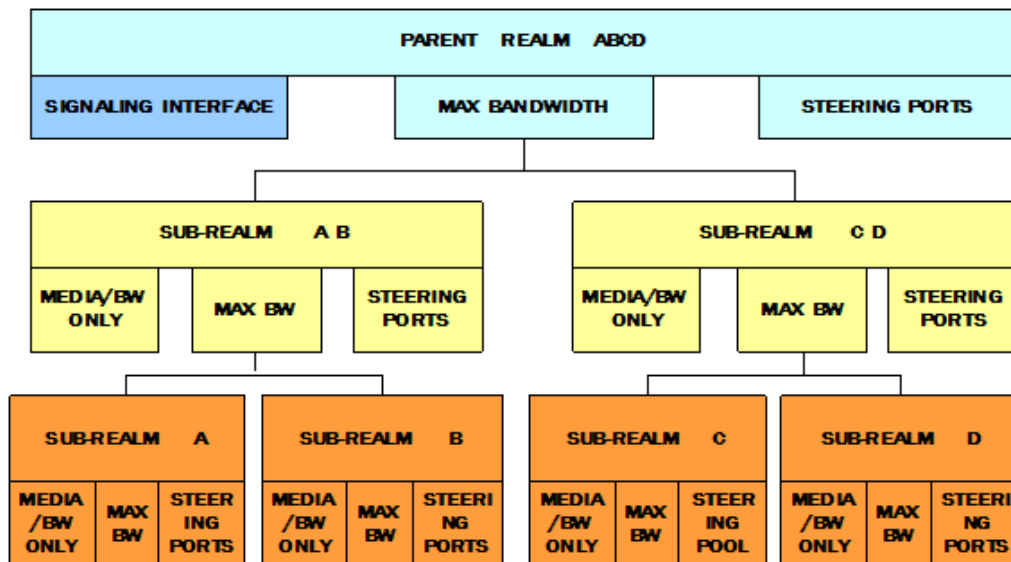 PARENT REALM ABCD
SIGNALING INTERFACE
MAX BANDWIDTH
STEERING PORTS
SUB-REALM A B
SUB-REALM C D
MEDIA/BW
ONLY
MAX BW
STEERING
PORTS
MEDIA/BW
ONLY
MAX BW
STEERING
PORTS
SUB-REALM A
SUB-REALM B
SUB-REALM C
SUB-REALM D
MEDIA
/BW
ONLY
MAX
BW
STEER
ING
PORTS
MEDIA
/BW
ONLY
MAX
BW
STEERI
NG
PORTS
MEDIA
/BW
ONLY
MAX
BW
STEER
ING
POOL
MEDIA
/BW
ONLY
MAX
BW
STEERI
NG
PORTS